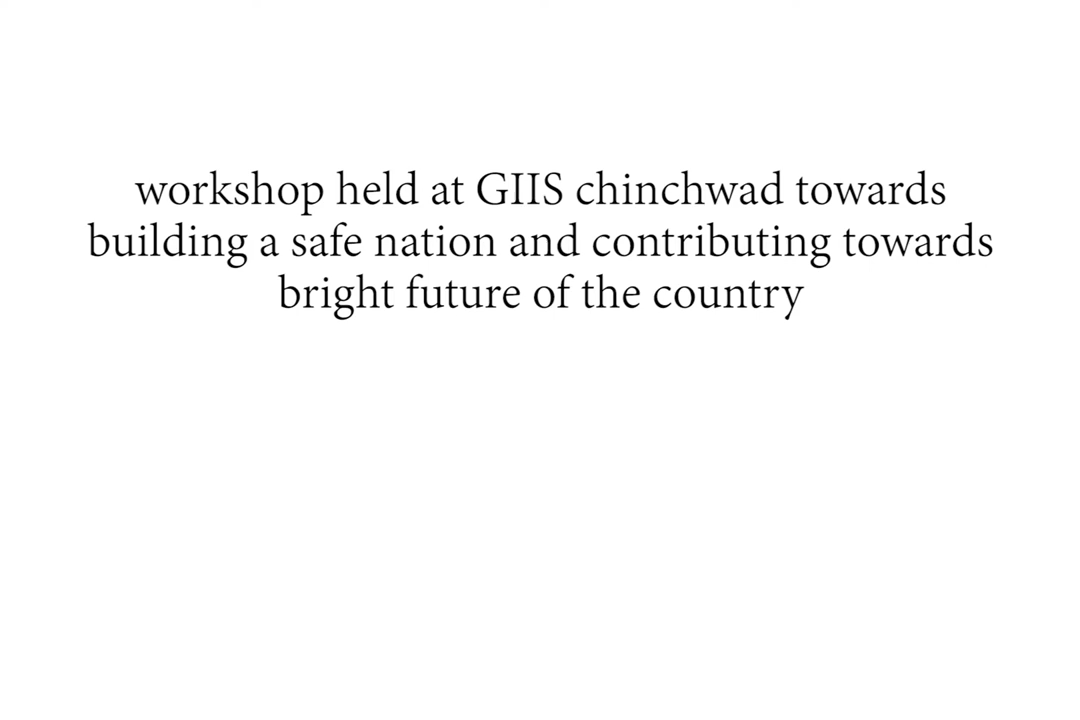 workshop held at GIIS chinchwad towards
building a safe nation and contributing towards
bright future of the country